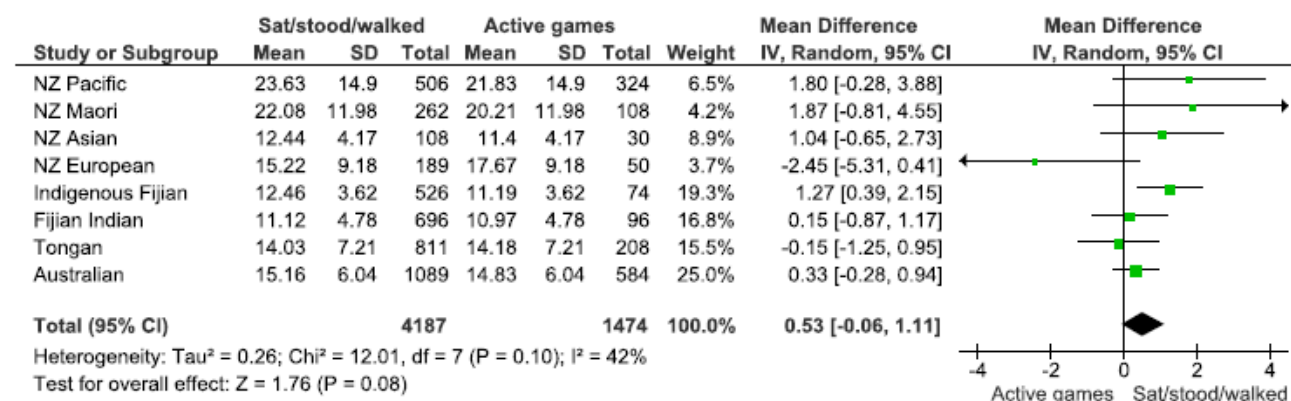 Sat/stood/walked Active games Mean Difference Mean Difference
Study or Subgroup Mean SD Total Mean SD Total Weight IV, Random, 95% CI IV, Random, 95% CI
NZ Pacific 23.63 14.9 506 21.83 14.9 324 6.5% 1.80 [-0.28, 3.88]
NZ Maori 22.08 11.98 262 20.21 11.98 108 4.2% 1.87 [-0.81, 4.55]
NZ Asian 12.44 4.17 108 11.4 4.17 30 8.9% 1.04 [-0.65, 2.73]
NZ European 15.22 9.18 189 17.67 9.18 50 3.7% -2.45 [-5.31, 0.41]
Indigenous Fijian 12.46 3.62 526 11.19 3.62 74 19.3% 1.27 [0.39, 2.15]
Fijian Indian 11.12 4.78 696 10.97 4.78 96 16.8% 0.15 [-0.87, 1.17]
Tongan 14.03 7.21 811 14.18 7.21 208 15.5% -0.15 [-1.25, 0.95]
Australian 15.16 6.04 1089 14.83 6.04 584 25.0% 0.33 [-0.28, 0.94]
Total (95% CI) 4187 1474 100.0% 0.53 [-0.06, 1.11]
Heterogeneity: Tau² = 0.26; Chi² = 12.01, df = 7 (P = 0.10); I² = 42%
Test for overall effect: Z = 1.76 (P = 0.08)
-4 -2 0 2 4
Active games Sat/stood/walked